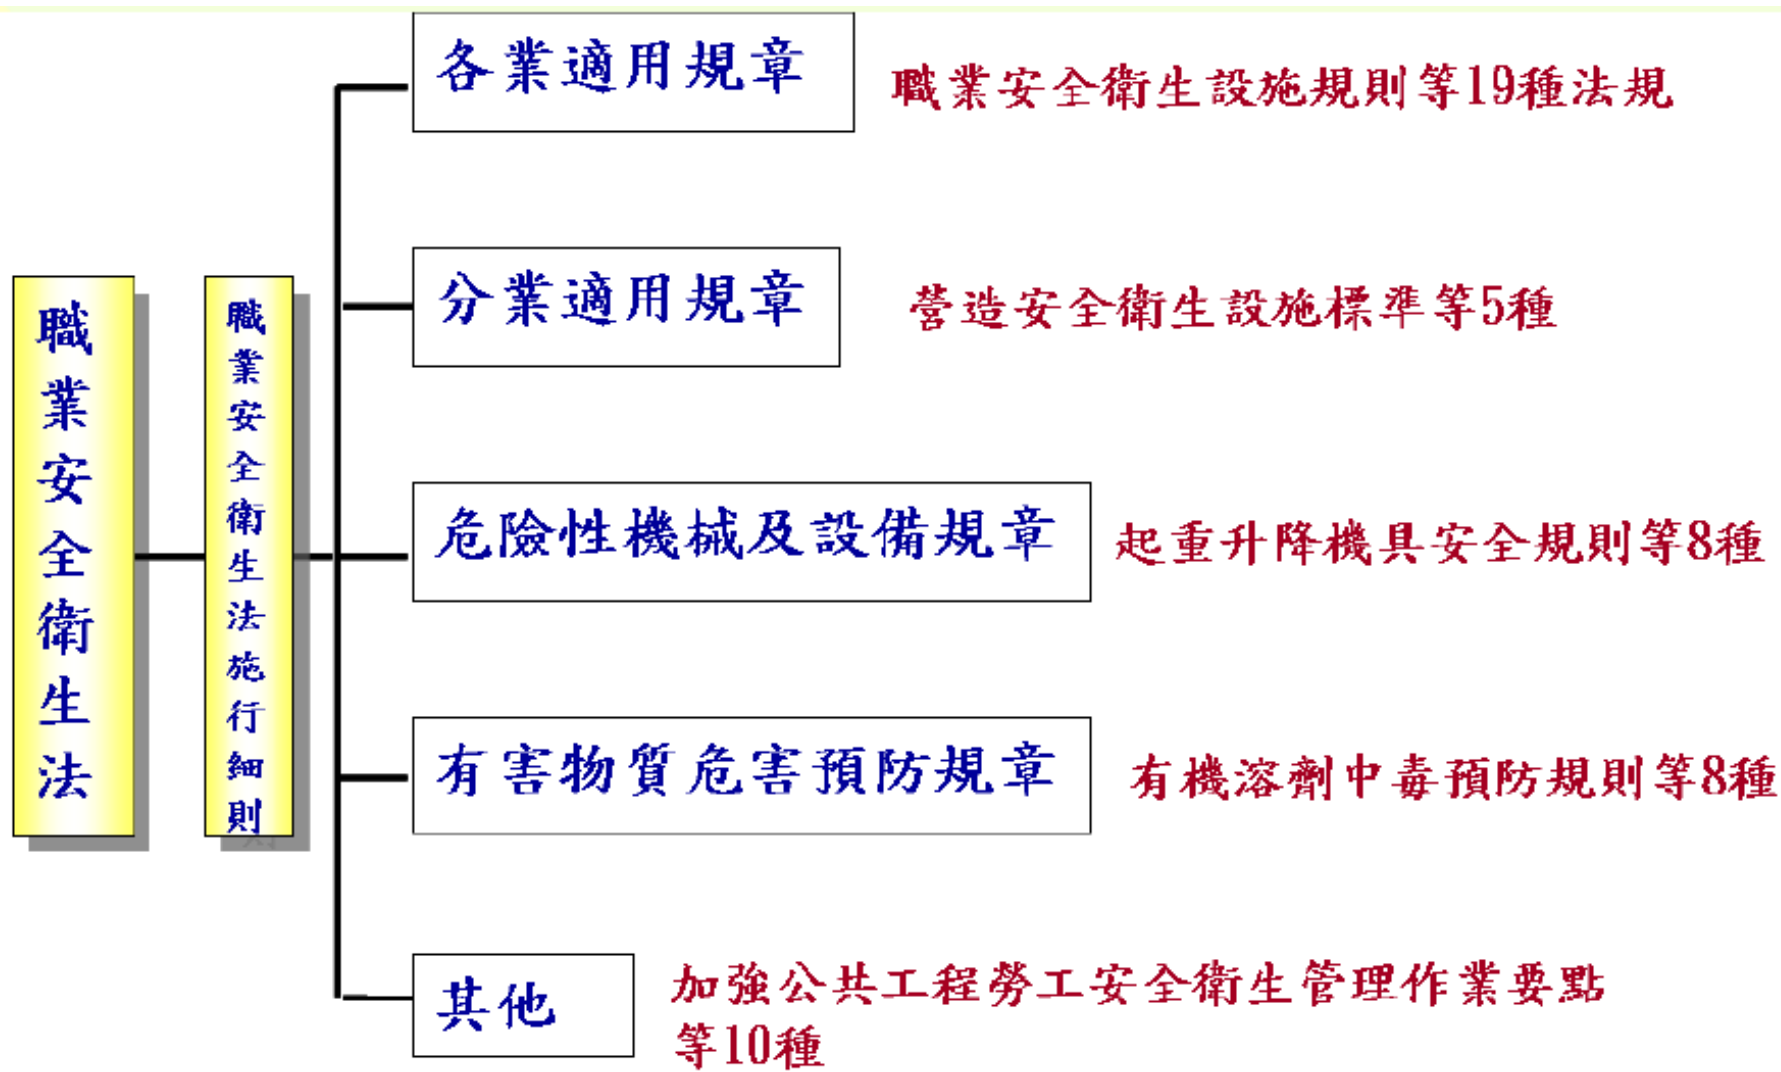 職業安全衛生法
職業安全衛生法施行細則
各業適用規章
職業安全衛生設施規則等19種法規
分業適用規章
營造安全衛生設施標準等5種
危險性機械及設備規章
起重升降機具安全規則等8種
有害物質危害預防規章
有機溶劑中毒預防規則等8種
其他
加強公共工程勞工安全衛生管理作業要點
等10種